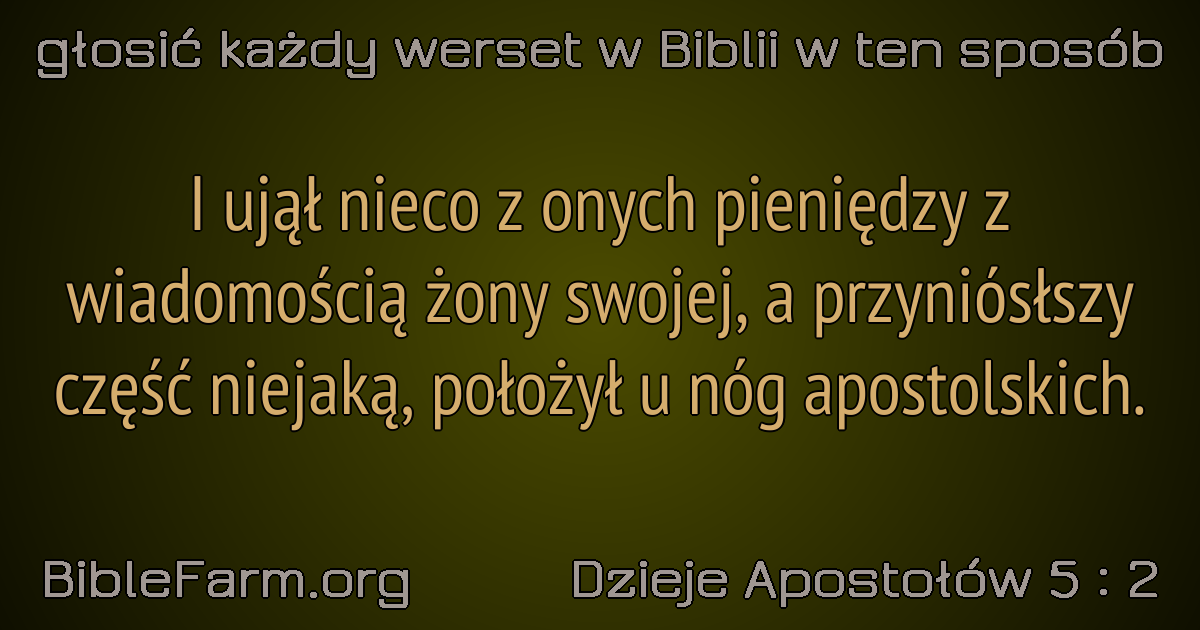 głosić każdy werset w Biblii w ten sposób
I ujął nieco z onych pieniędzy z
wiadomością żony swojej, a przyniósłszy
część niejaką, położył u nóg apostolskich.
BibleFarm.org
Dzieje Apostołów 5 : 2